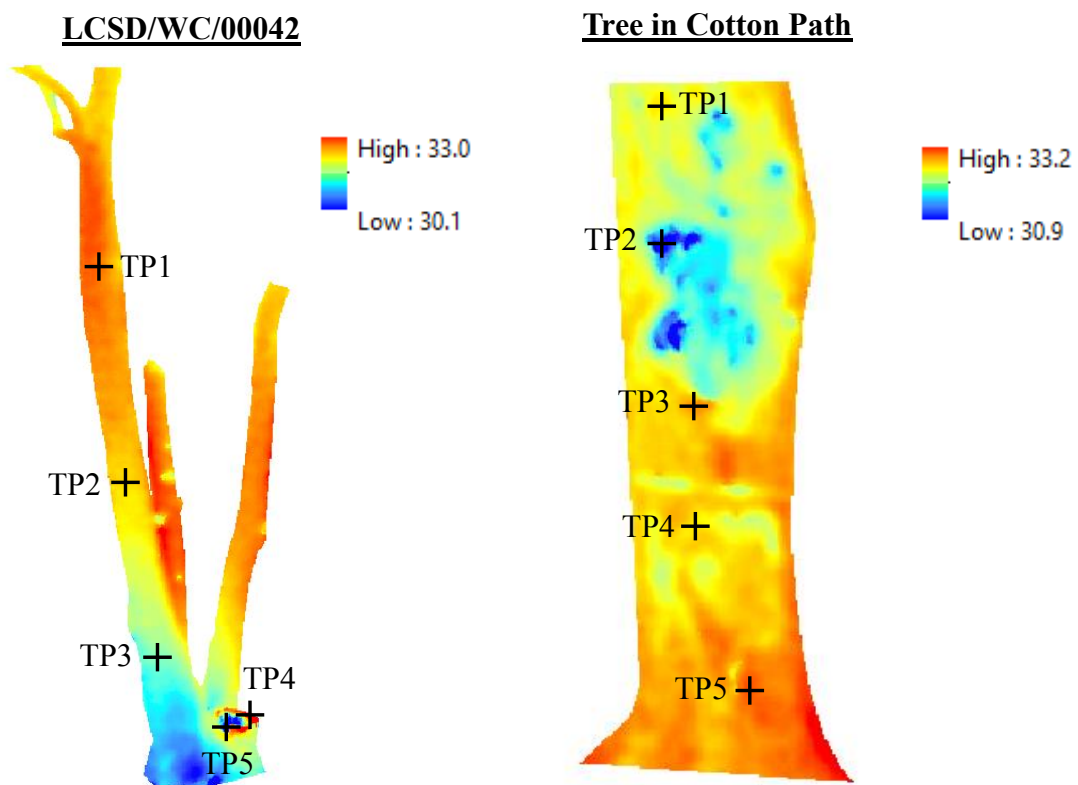 LCSD/WC/00042
High : 33.0
Low : 30.1
TP1
TP2
TP3
TP4
TP5
Tree in Cotton Path
TP1
High : 33.2
Low : 30.9
TP2
TP3
TP4
TP5